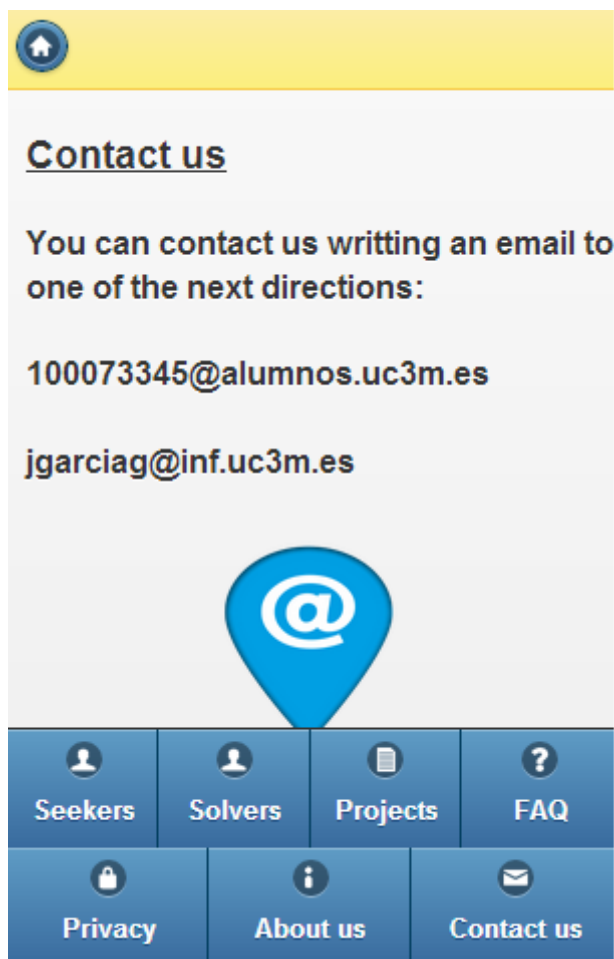 Contact us
You can contact us writting an email to
one of the next directions:
100073345@alumnos.uc3m.es
jgarciag@inf.uc3m.es
@
Seekers Solvers Projects FAQ
Privacy About us Contact us